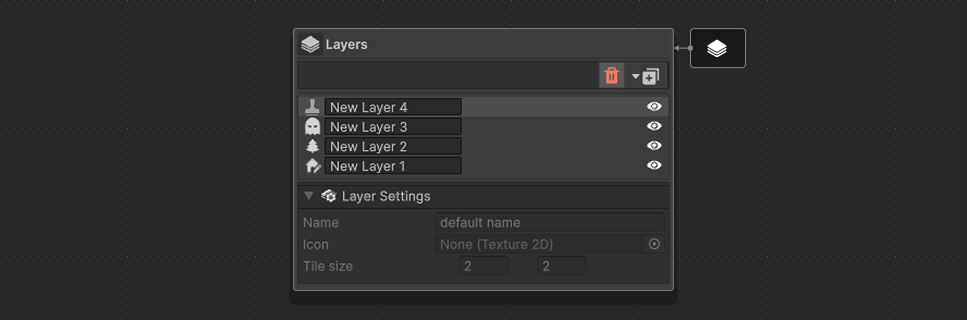 Layers
New Layer 4
New Layer 3
New Layer 2
New Layer 1
Layer Settings
Name default name
Icon None (Texture 2D)
Tile size 2 2